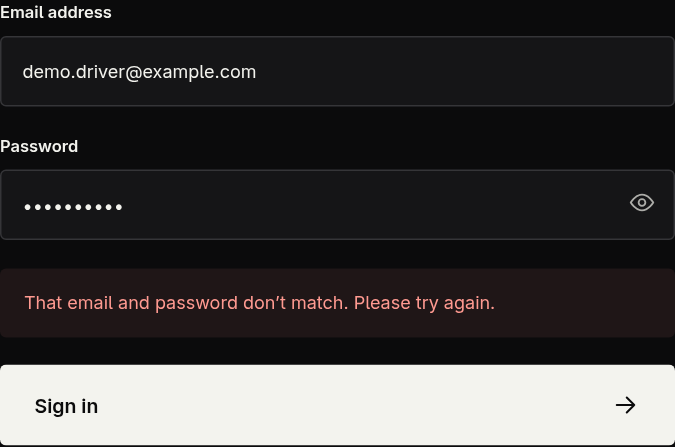 Email address
demo.driver@example.com
Password
••••••••••
That email and password don’t match. Please try again.
Sign in